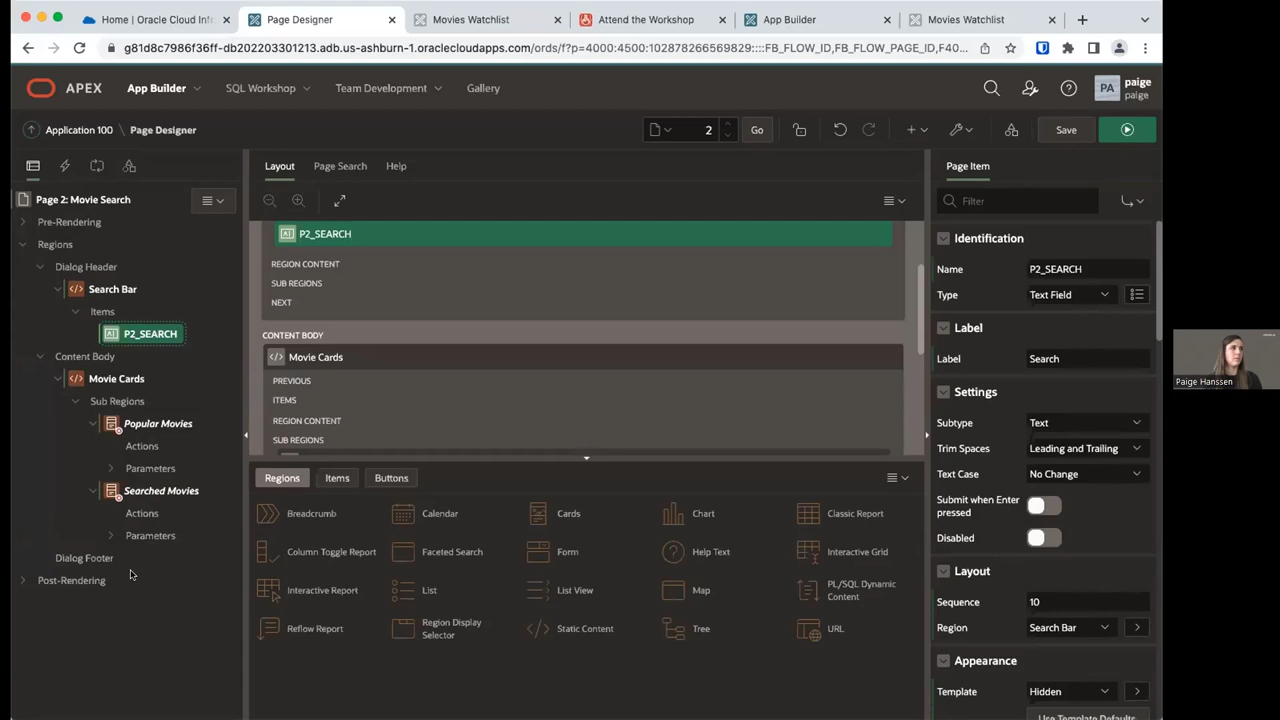 Home | Oracle Cloud Inf
Page Designer
Movies Watchlist
Attend the Workshop
App Builder
Movies Watchlist
g81d8c7986f36ff-db202203301213.adb.us-ashburn-1.oraclecloudapps.com/ords/f?p=4000:4500:102878266569829::::FB_FLOW_ID,FB_FLOW_PAGE_ID,F40...
APEX
App Builder
SQL Workshop
Team Development
Gallery
PA
paige
paige
Application 100 \ Page Designer
2
Go
Save
Layout
Page Search
Help
Page Item
Page 2: Movie Search
Pre-Rendering
Regions
Dialog Header
Search Bar
Items
P2_SEARCH
Content Body
Movie Cards
Sub Regions
Popular Movies
Actions
Parameters
Searched Movies
Actions
Parameters
Dialog Footer
Post-Rendering
P2_SEARCH
REGION CONTENT
SUB REGIONS
NEXT
CONTENT BODY
Movie Cards
PREVIOUS
ITEMS
REGION CONTENT
SUB REGIONS
Regions
Items
Buttons
Breadcrumb
Calendar
Cards
Chart
Classic Report
Column Toggle Report
Faceted Search
Form
Help Text
Interactive Grid
Interactive Report
List
List View
Map
PL/SQL Dynamic
Content
Reflow Report
Region Display
Selector
Static Content
Tree
URL
Filter
Identification
Name
P2_SEARCH
Type
Text Field
Label
Label
Search
Settings
Subtype
Text
Trim Spaces
Leading and Trailing
Text Case
No Change
Submit when Enter
pressed
Disabled
Layout
Sequence
10
Region
Search Bar
Appearance
Template
Hidden
Use Template Defaults
Paige Hanssen